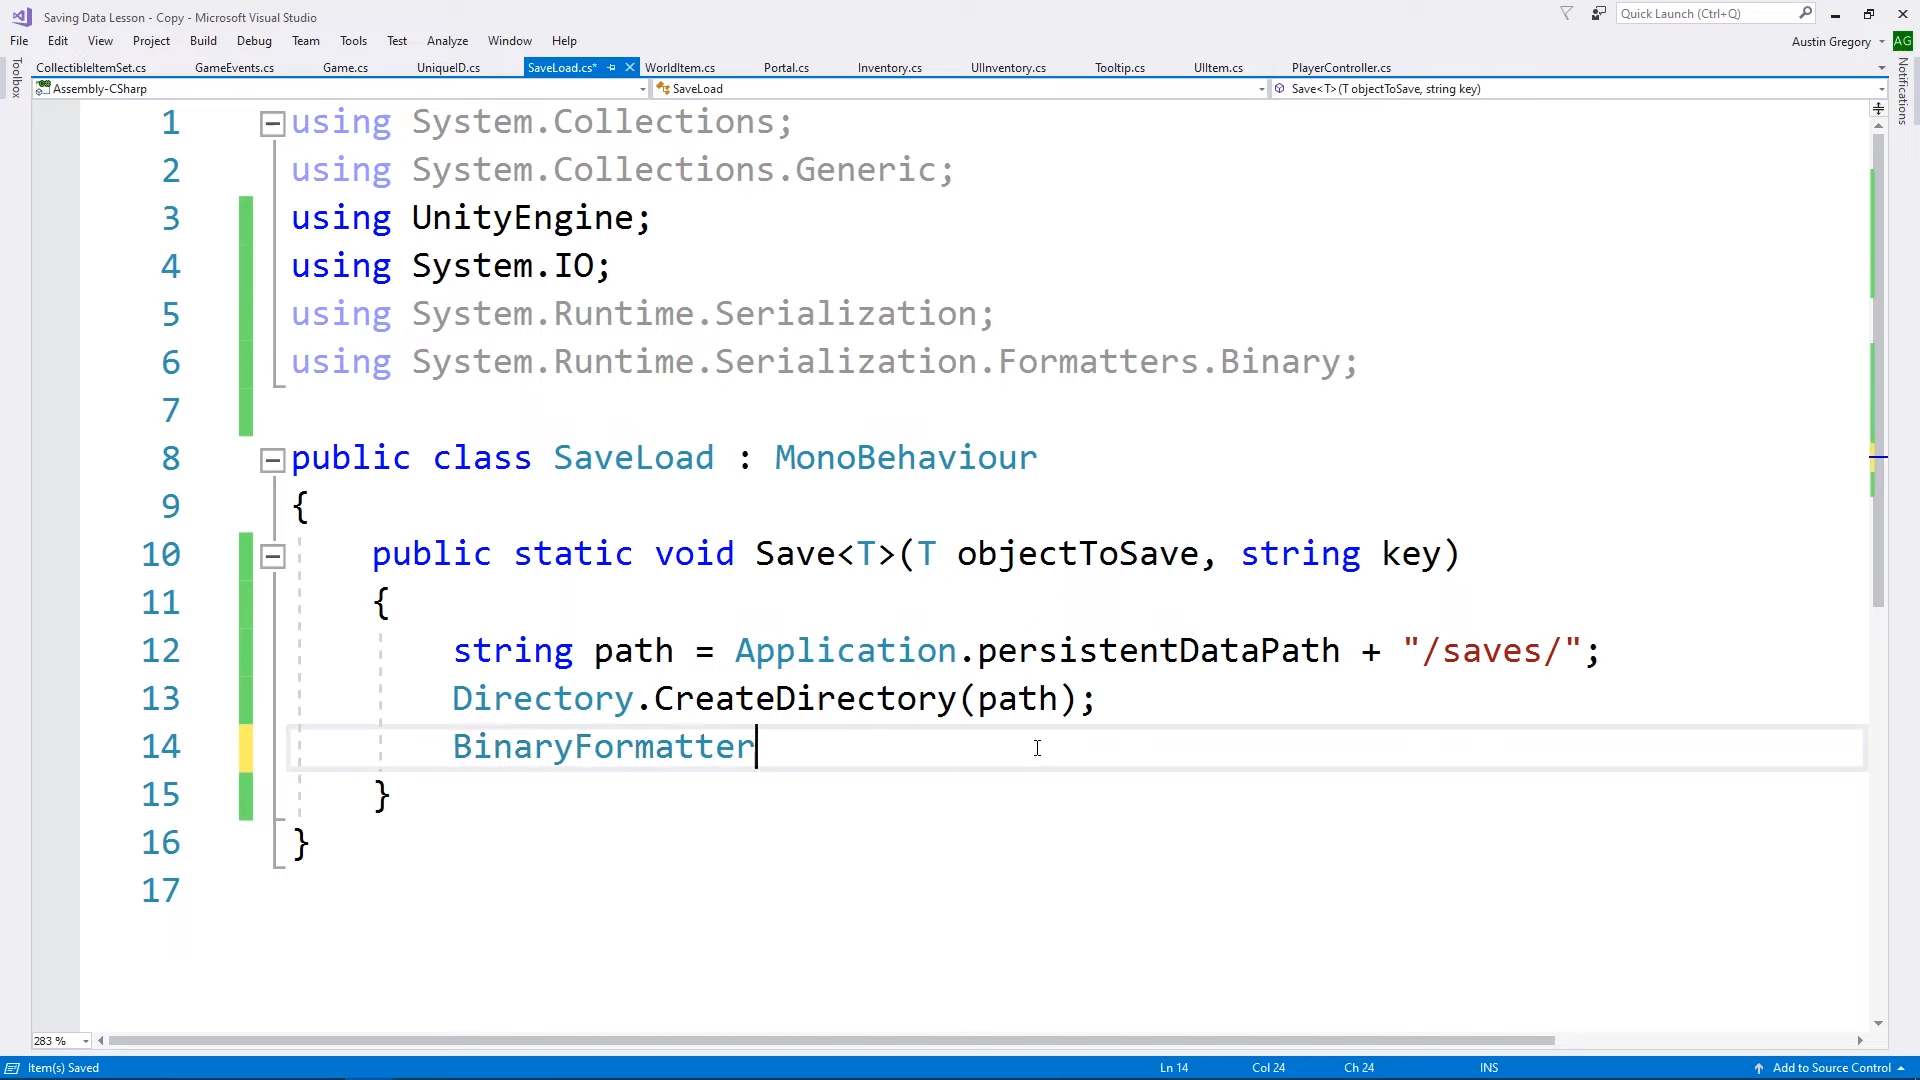 Saving Data Lesson - Copy - Microsoft Visual Studio
Quick Launch (Ctrl+Q)
File Edit View Project Build Debug Team Tools Test Analyze Window Help
Austin Gregory AG
Toolbox
CollectibleItemSet.cs GameEvents.cs Game.cs UniqueID.cs SaveLoad.cs* WorldItem.cs Portal.cs Inventory.cs UIInventory.cs Tooltip.cs UIItem.cs PlayerController.cs
Notifications
Assembly-CSharp SaveLoad Save<T>(T objectToSave, string key)
1 using System.Collections;
2 using System.Collections.Generic;
3 using UnityEngine;
4 using System.IO;
5 using System.Runtime.Serialization;
6 using System.Runtime.Serialization.Formatters.Binary;
7
8 public class SaveLoad : MonoBehaviour
9 {
10 public static void Save<T>(T objectToSave, string key)
11 {
12 string path = Application.persistentDataPath + "/saves/";
13 Directory.CreateDirectory(path);
14 BinaryFormatter
15 }
16 }
17
283 %
Item(s) Saved Ln 14 Col 24 Ch 24 INS Add to Source Control